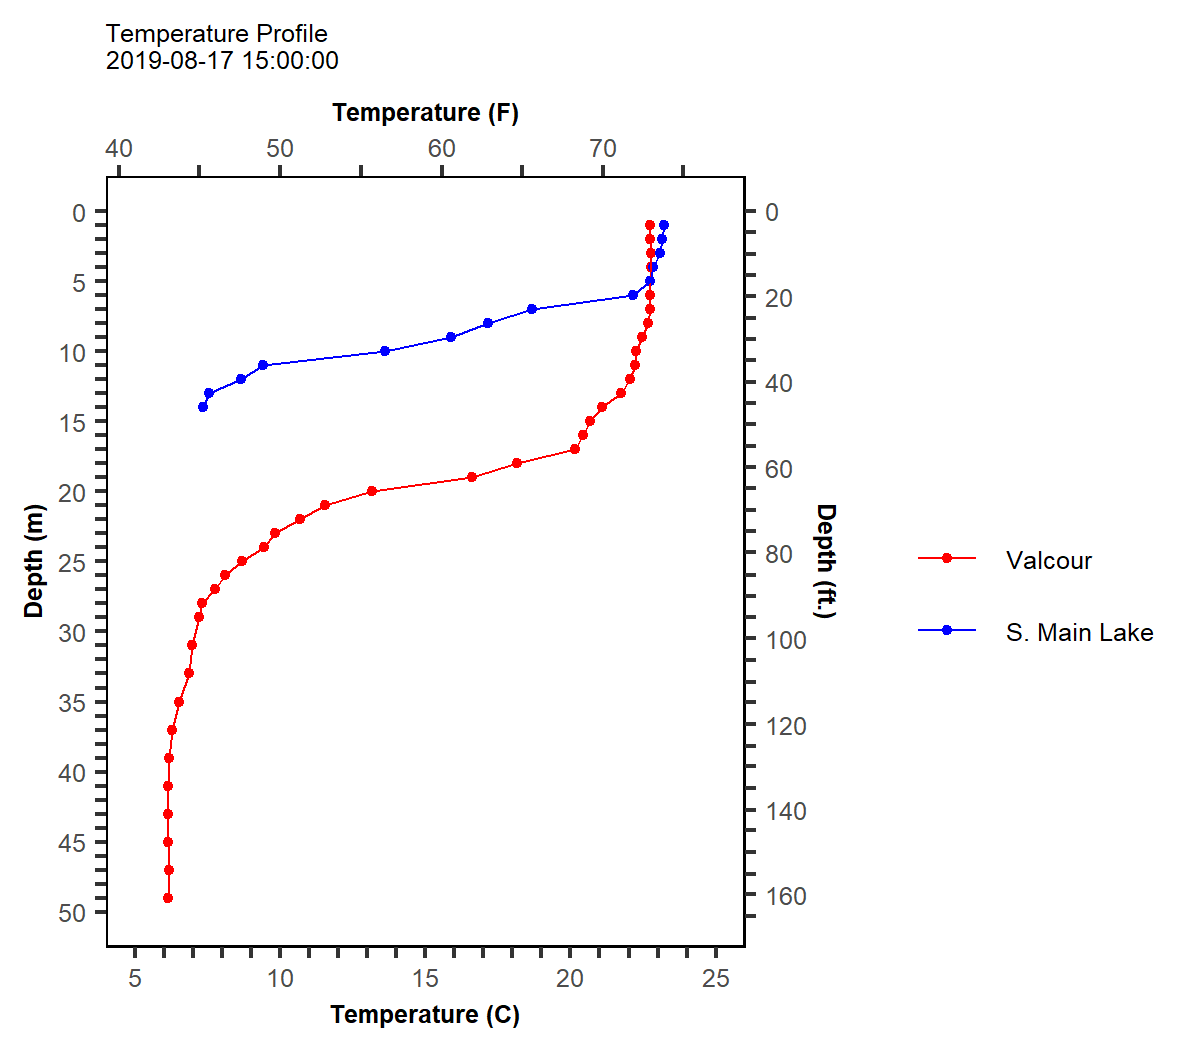 Temperature Profile
2019-08-17 15:00:00
Temperature (F)
40 50 60 70
0
5
10
15
20
25
30
35
40
45
50
Depth (m)
0
20
40
60
80
100
120
140
160
Depth (ft.)
5 10 15 20 25
Temperature (C)
Valcour
S. Main Lake